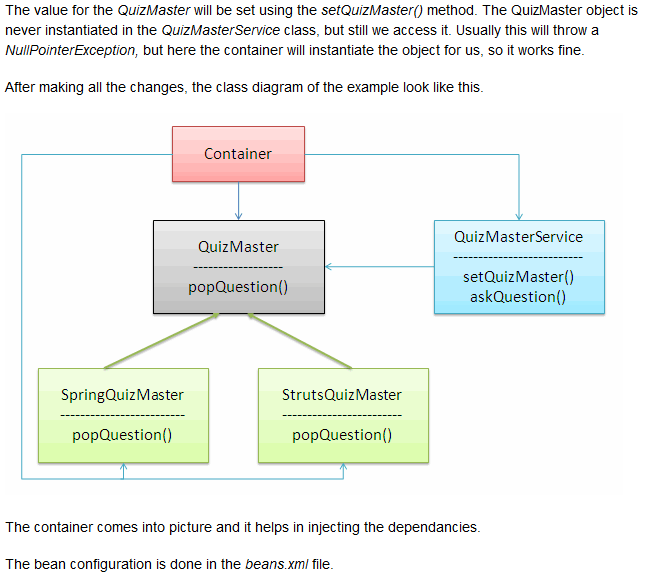 The value for the QuizMaster will be set using the setQuizMaster() method. The QuizMaster object is
never instantiated in the QuizMasterService class, but still we access it. Usually this will throw a
NullPointerException, but here the container will instantiate the object for us, so it works fine.
After making all the changes, the class diagram of the example look like this.
Container
QuizMaster
------------------
popQuestion()
QuizMasterService
--------------------------
setQuizMaster()
askQuestion()
SpringQuizMaster
-------------------------
popQuestion()
StrutsQuizMaster
------------------------
popQuestion()
The container comes into picture and it helps in injecting the dependancies.
The bean configuration is done in the beans.xml file.